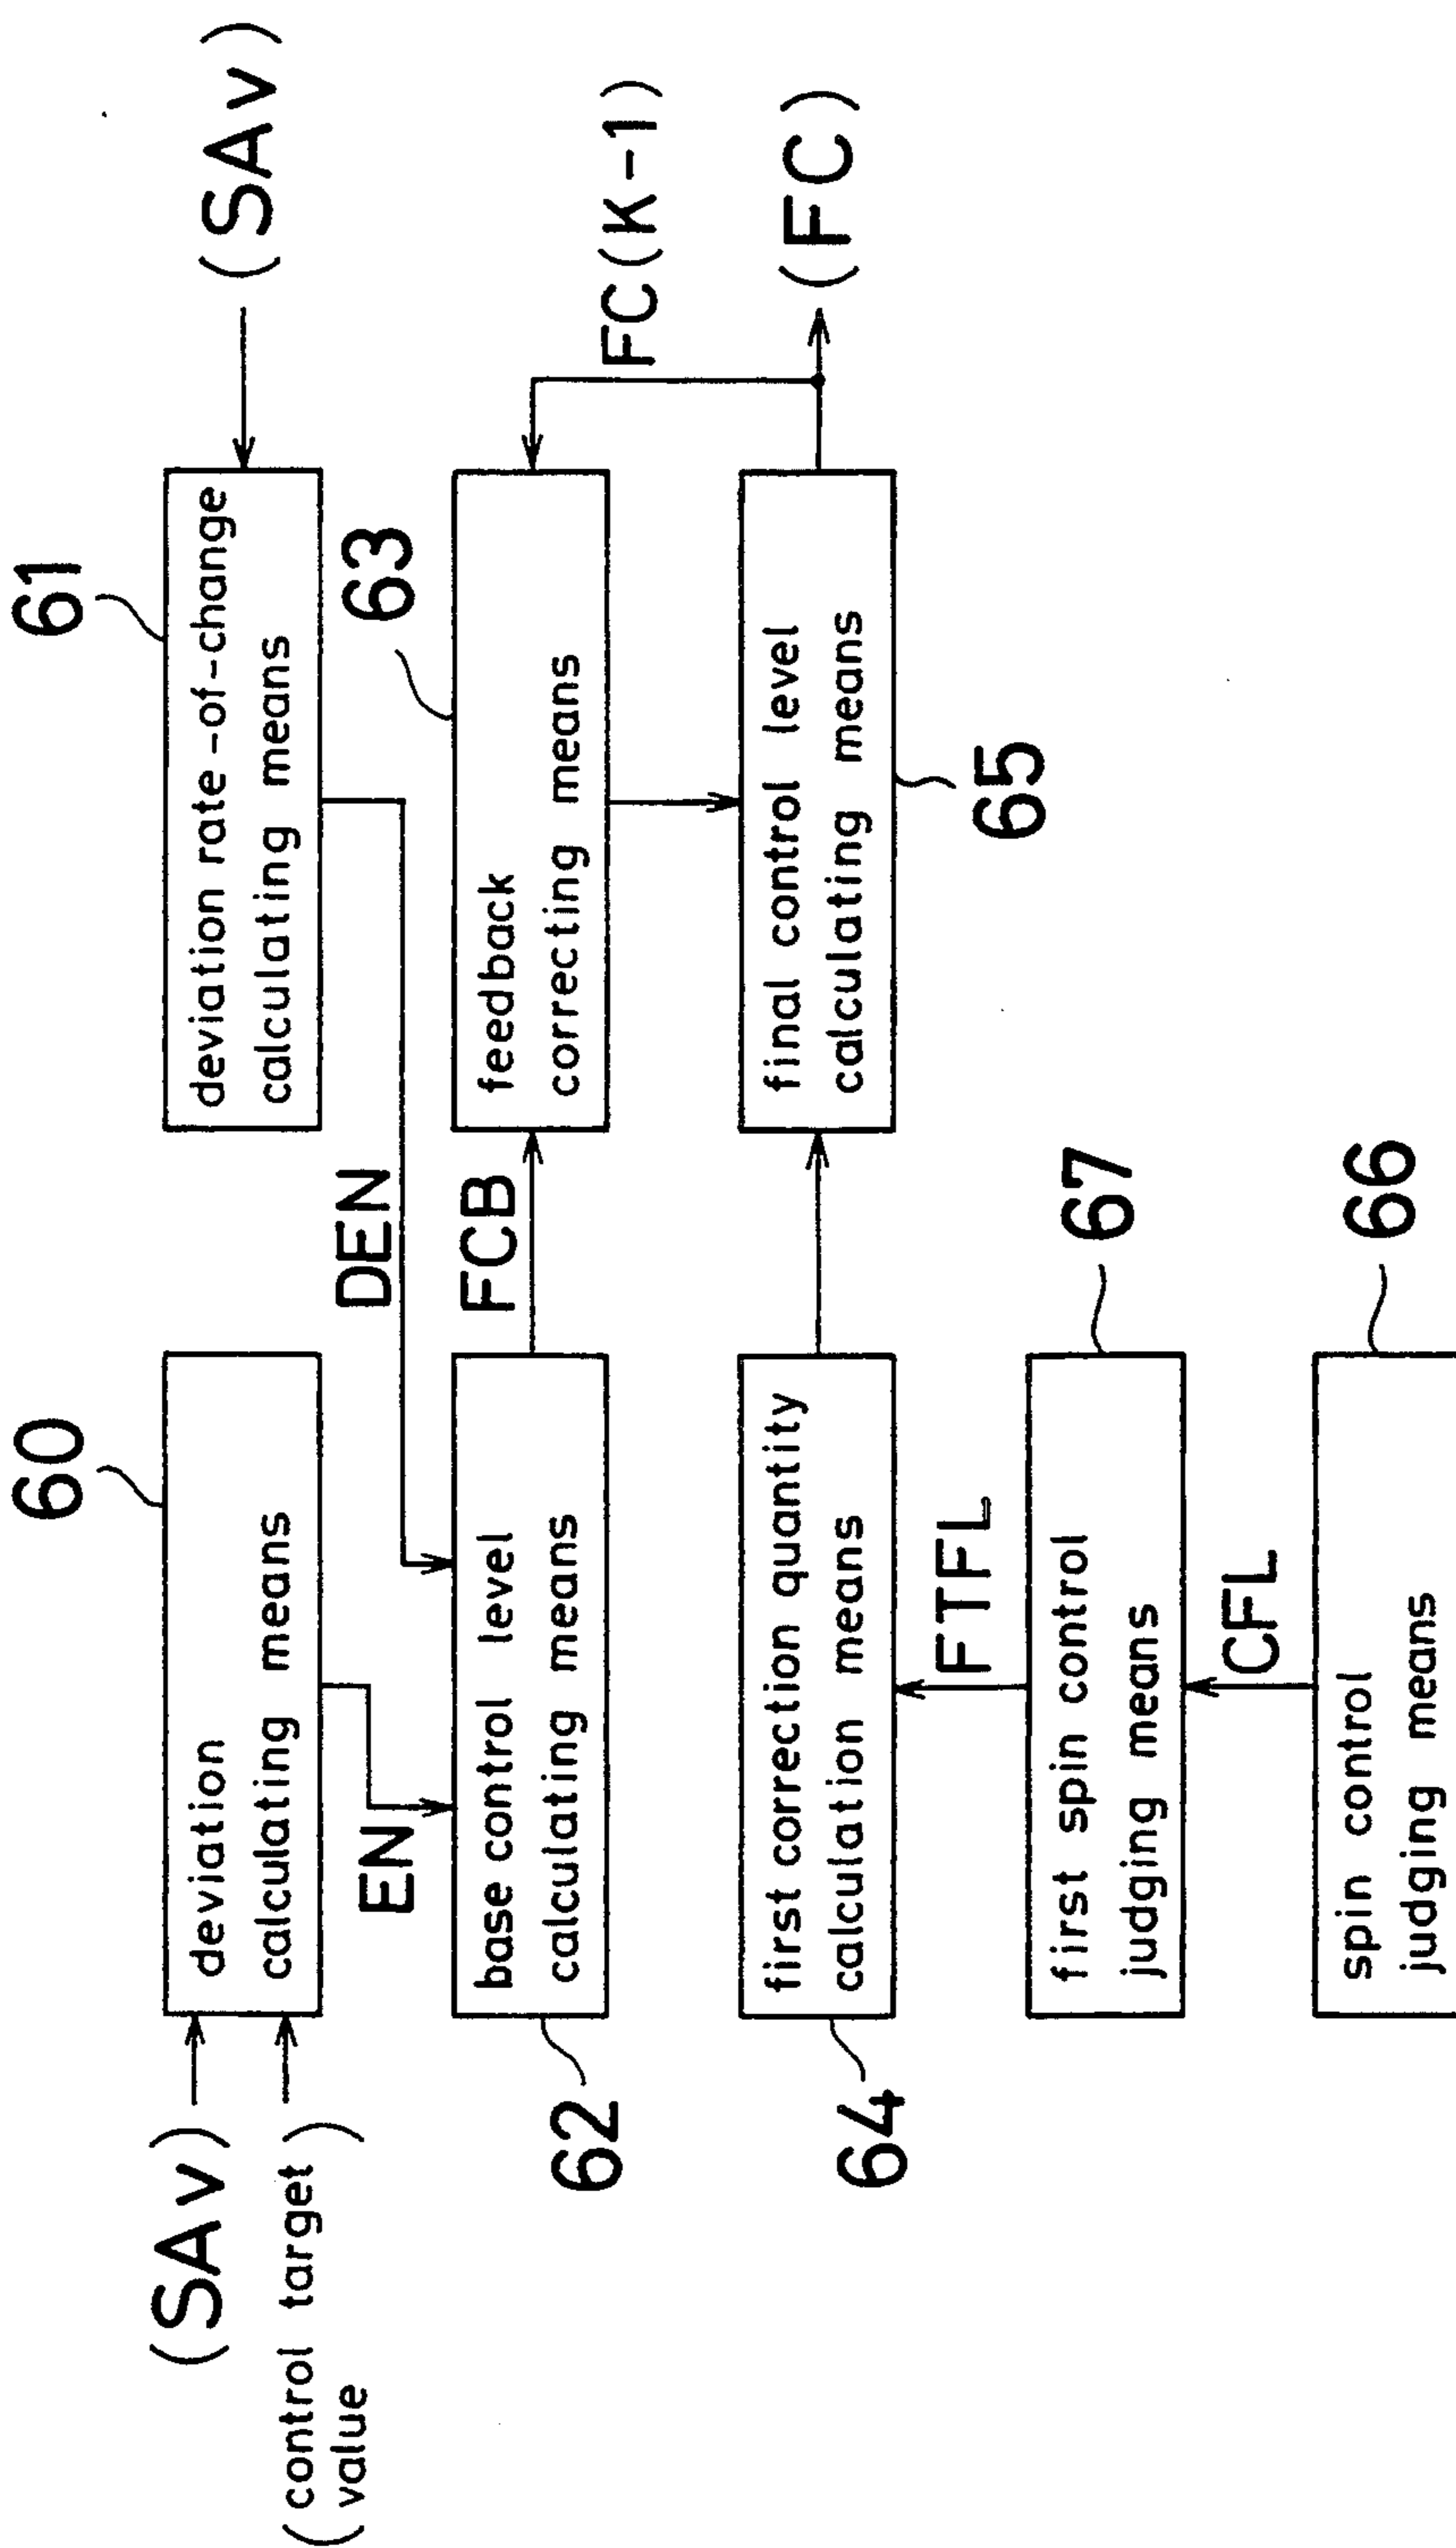 60
61
(SAv)
(control target
value)
deviation
calculating means
deviation rate-of-change
calculating means
(SAv)
EN
DEN
63
62
base control level
calculating means
FCB
feedback
correcting means
FC(K-1)
64
first correction quantity
calculation means
final control level
calculating means
(FC)
65
FTFL
67
first spin control
judging means
CFL
66
spin control
judging means